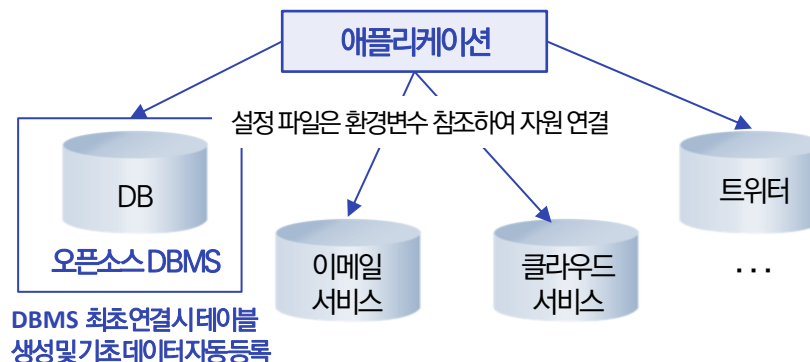 애플리케이션
설정 파일은 환경변수 참조하여 자원 연결
DB
오픈소스 DBMS
DBMS 최초 연결시 테이블
생성 및 기초 데이터 자동 등록
이메일
서비스
클라우드
서비스
트위터
...